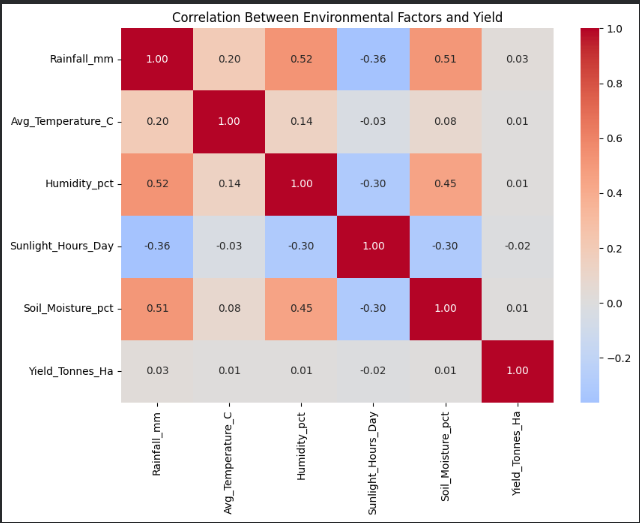 Correlation Between Environmental Factors and Yield
Rainfall_mm 1.00 0.20 0.52 -0.36 0.51 0.03
Avg_Temperature_C 0.20 1.00 0.14 -0.03 0.08 0.01
Humidity_pct 0.52 0.14 1.00 -0.30 0.45 0.01
Sunlight_Hours_Day -0.36 -0.03 -0.30 1.00 -0.30 -0.02
Soil_Moisture_pct 0.51 0.08 0.45 -0.30 1.00 0.01
Yield_Tonnes_Ha 0.03 0.01 0.01 -0.02 0.01 1.00
Rainfall_mm
Avg_Temperature_C
Humidity_pct
Sunlight_Hours_Day
Soil_Moisture_pct
Yield_Tonnes_Ha
1.0
0.8
0.6
0.4
0.2
0.0
−0.2